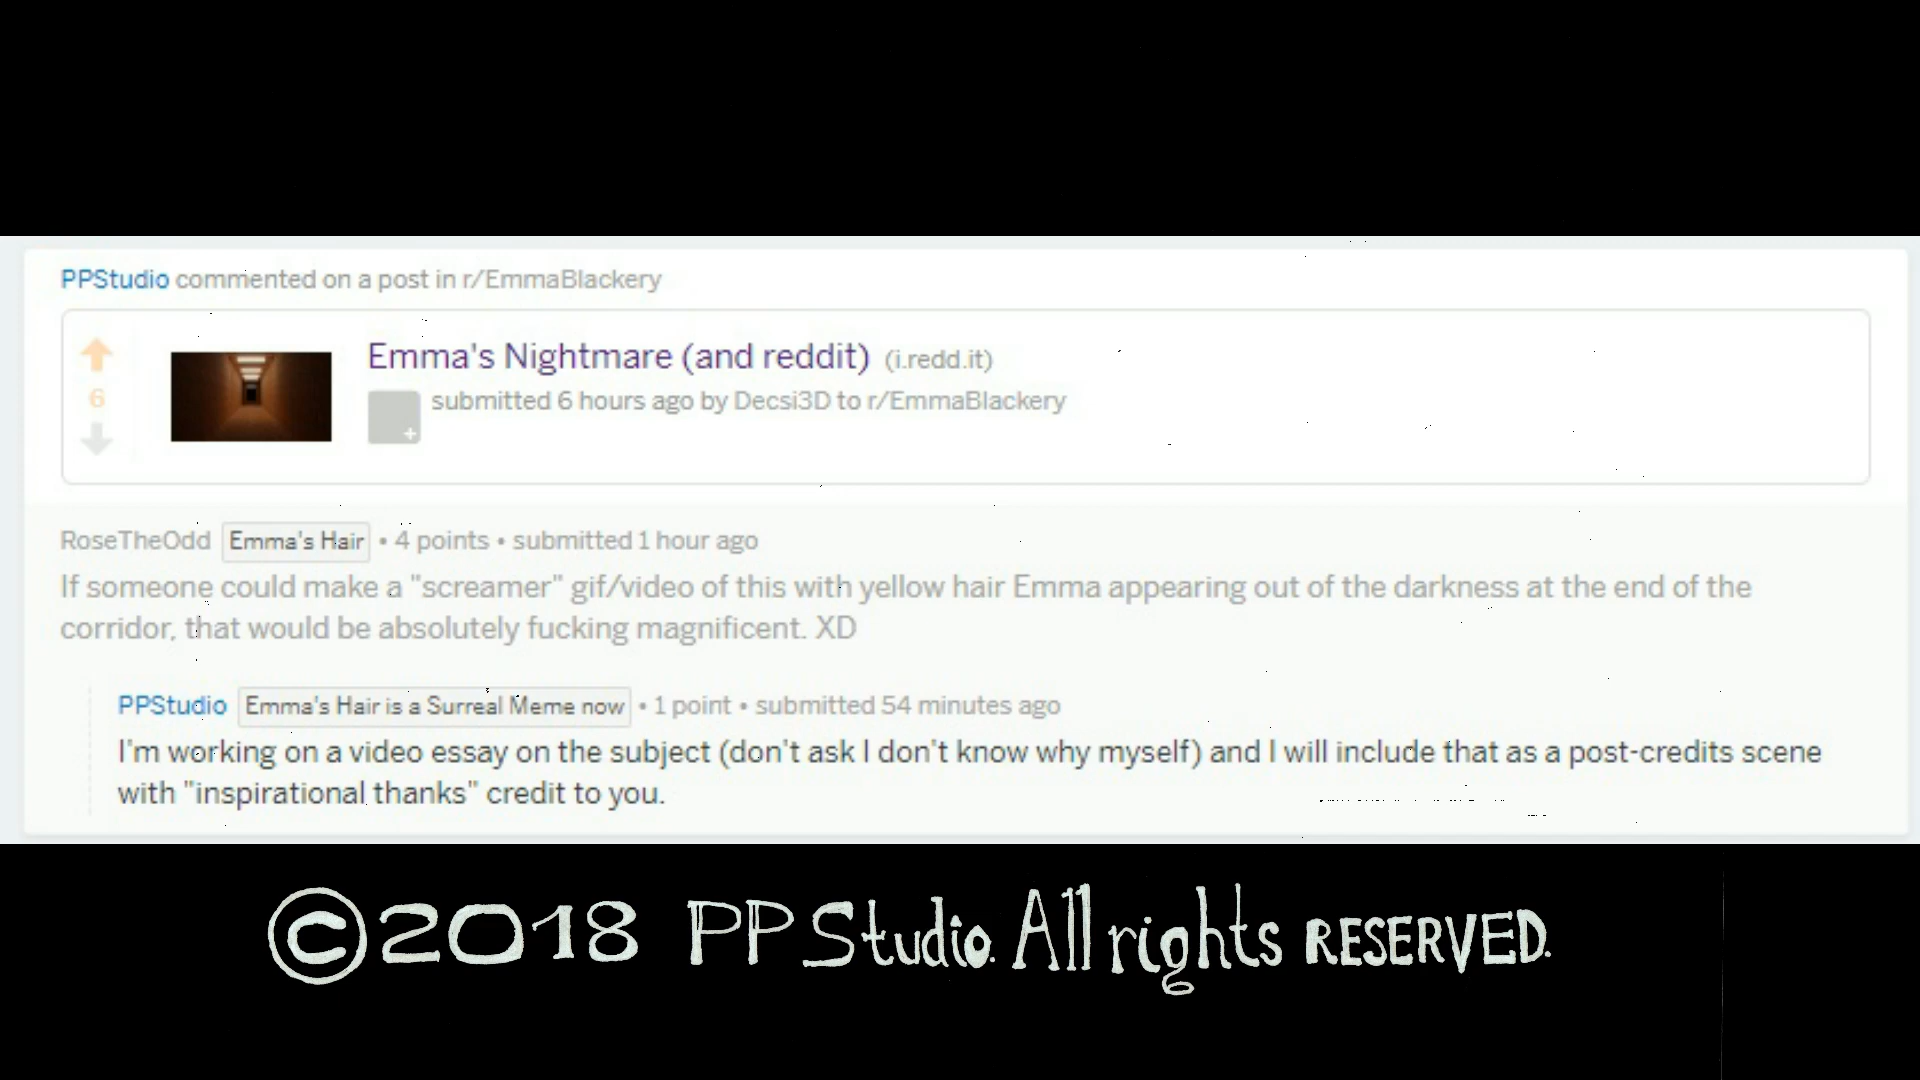 PPStudio commented on a post in r/EmmaBlackery
6
Emma's Nightmare (and reddit) (i.redd.it)
submitted 6 hours ago by Decsi3D to r/EmmaBlackery
RoseTheOdd Emma's Hair • 4 points • submitted 1 hour ago
If someone could make a "screamer" gif/video of this with yellow hair Emma appearing out of the darkness at the end of the
corridor, that would be absolutely fucking magnificent. XD
PPStudio Emma's Hair is a Surreal Meme now • 1 point • submitted 54 minutes ago
I'm working on a video essay on the subject (don't ask I don't know why myself) and I will include that as a post-credits scene
with "inspirational thanks" credit to you.
©2018 PPStudio. All rights RESERVED.